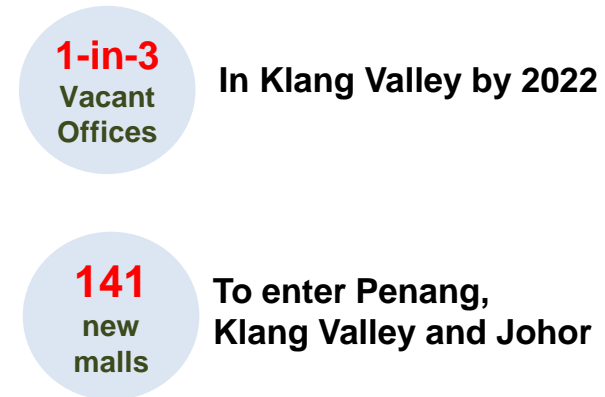 1-in-3
Vacant
Offices
In Klang Valley by 2022
141
new
malls
To enter Penang,
Klang Valley and Johor